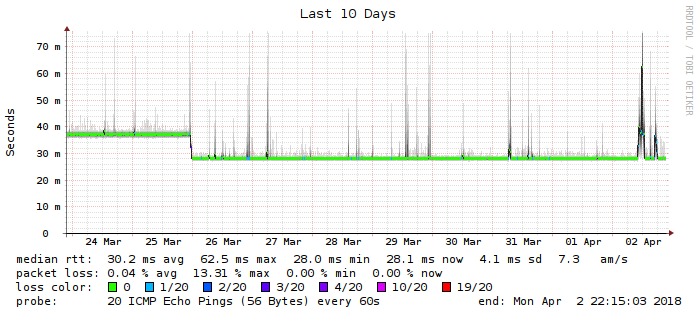 Last 10 Days
RRDTOOL / TOBI OETIKER
Seconds
70 m
60 m
50 m
40 m
30 m
20 m
10 m
0
24 Mar 25 Mar 26 Mar 27 Mar 28 Mar 29 Mar 30 Mar 31 Mar 01 Apr 02 Apr
median rtt: 30.2 ms avg 62.5 ms max 28.0 ms min 28.1 ms now 4.1 ms sd 7.3 am/s
packet loss: 0.04 % avg 13.31 % max 0.00 % min 0.00 % now
loss color: 0 1/20 2/20 3/20 4/20 10/20 19/20
probe: 20 ICMP Echo Pings (56 Bytes) every 60s end: Mon Apr 2 22:15:03 2018